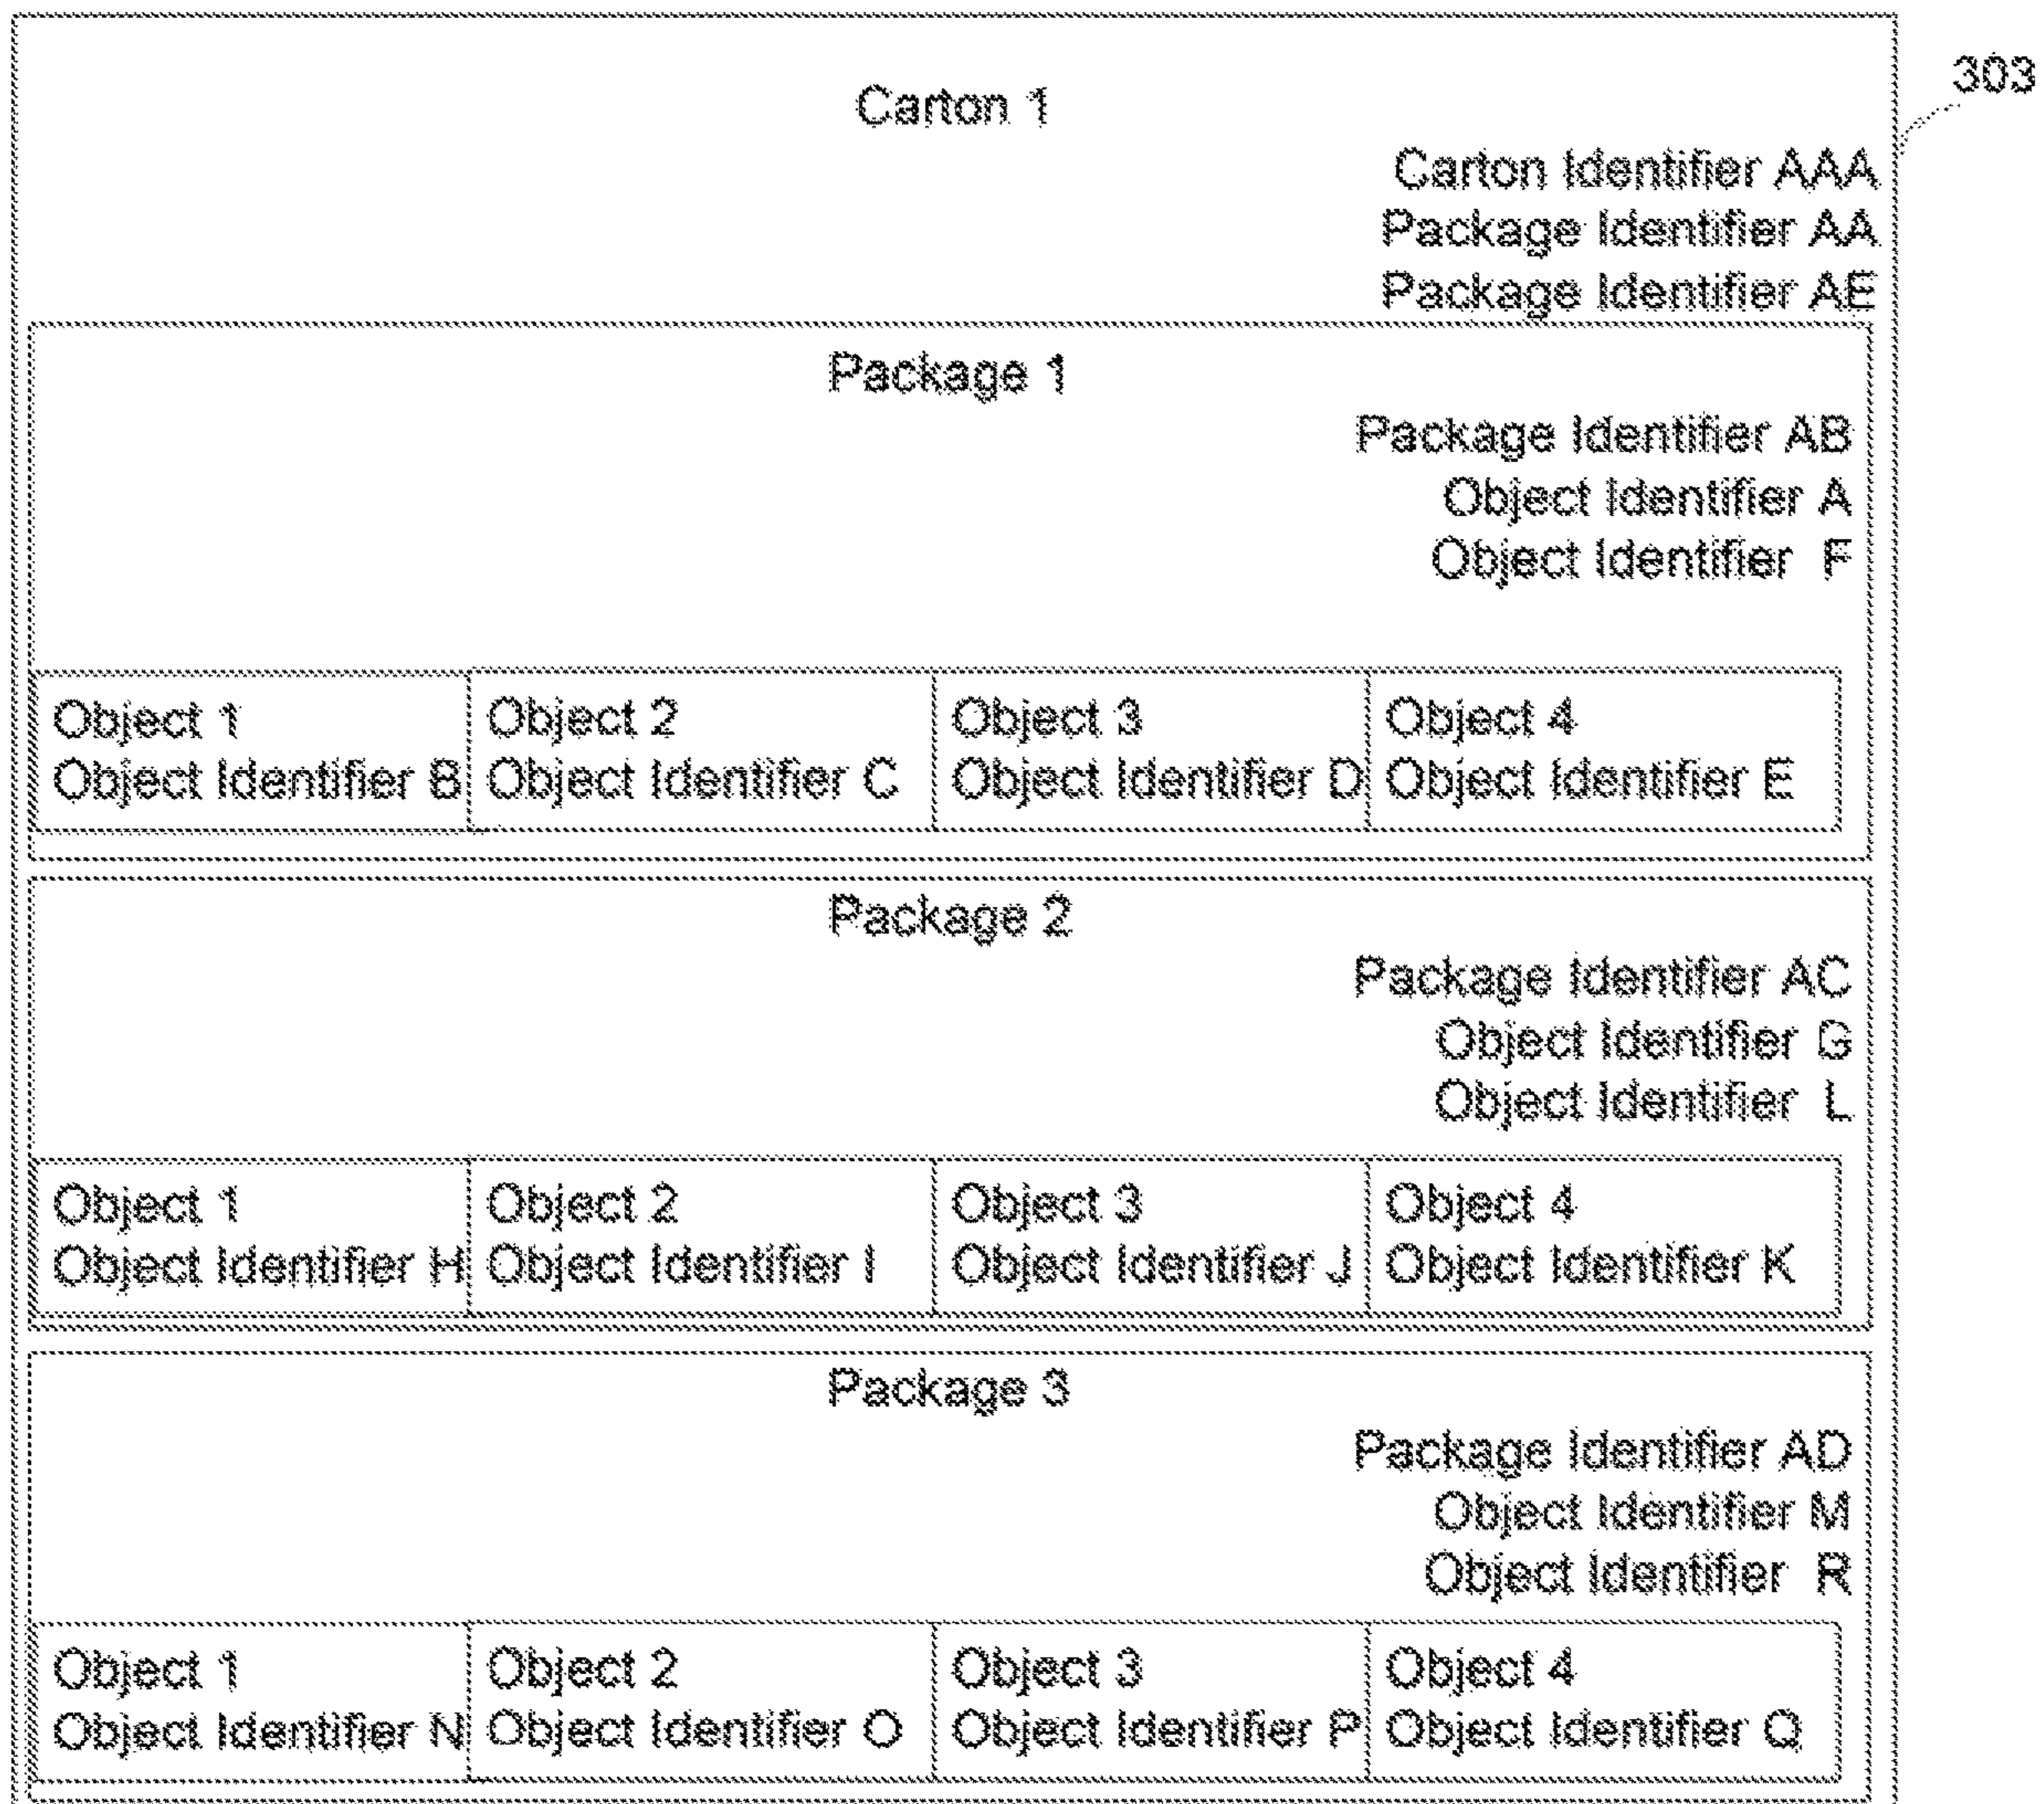 303
Carton 1
Carton Identifier AAA
Package Identifier AA
Package Identifier AE
Package 1
Package Identifier AB
Object Identifier A
Object Identifier F
Object 1
Object Identifier B
Object 2
Object Identifier C
Object 3
Object Identifier D
Object 4
Object Identifier E
Package 2
Package Identifier AC
Object Identifier G
Object Identifier L
Object 1
Object Identifier H
Object 2
Object Identifier I
Object 3
Object Identifier J
Object 4
Object Identifier K
Package 3
Package Identifier AD
Object Identifier M
Object Identifier R
Object 1
Object Identifier N
Object 2
Object Identifier O
Object 3
Object Identifier P
Object 4
Object Identifier Q